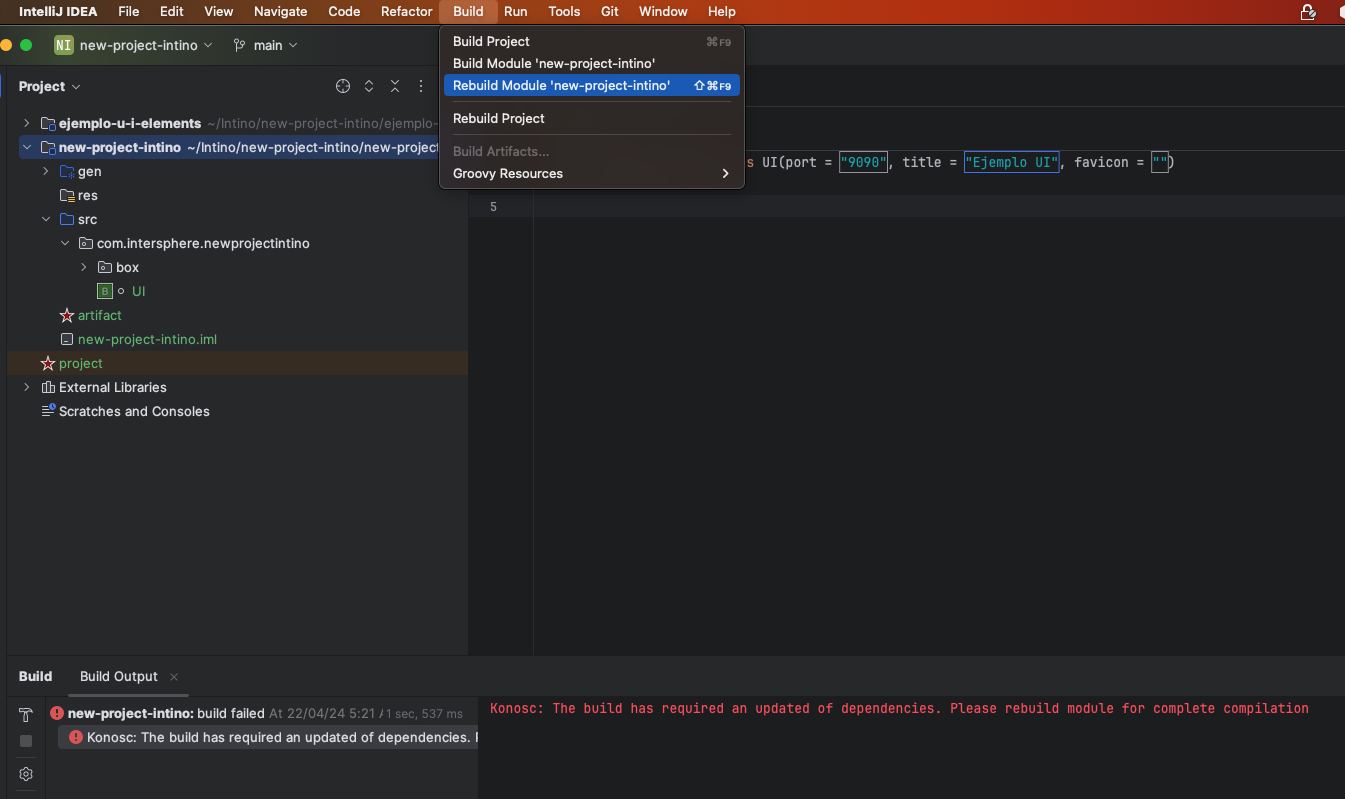 IntelliJ IDEA File Edit View Navigate Code Refactor Build Run Tools Git Window Help
NI new-project-intino main
Build Project ⌘F9
Build Module 'new-project-intino'
Rebuild Module 'new-project-intino' ⇧⌘F9
Rebuild Project
Build Artifacts...
Groovy Resources
Project
ejemplo-u-i-elements ~/Intino/new-project-intino/ejemplo-
new-project-intino ~/Intino/new-project-intino/new-project
gen
res
src
com.intersphere.newprojectintino
box
B UI
artifact
new-project-intino.iml
project
External Libraries
Scratches and Consoles
s UI(port = "9090", title = "Ejemplo UI", favicon = "")
5
Build Build Output
new-project-intino: build failed At 22/04/24 5:21 1 sec, 537 ms
Konosc: The build has required an updated of dependencies.
Konosc: The build has required an updated of dependencies. Please rebuild module for complete compilation